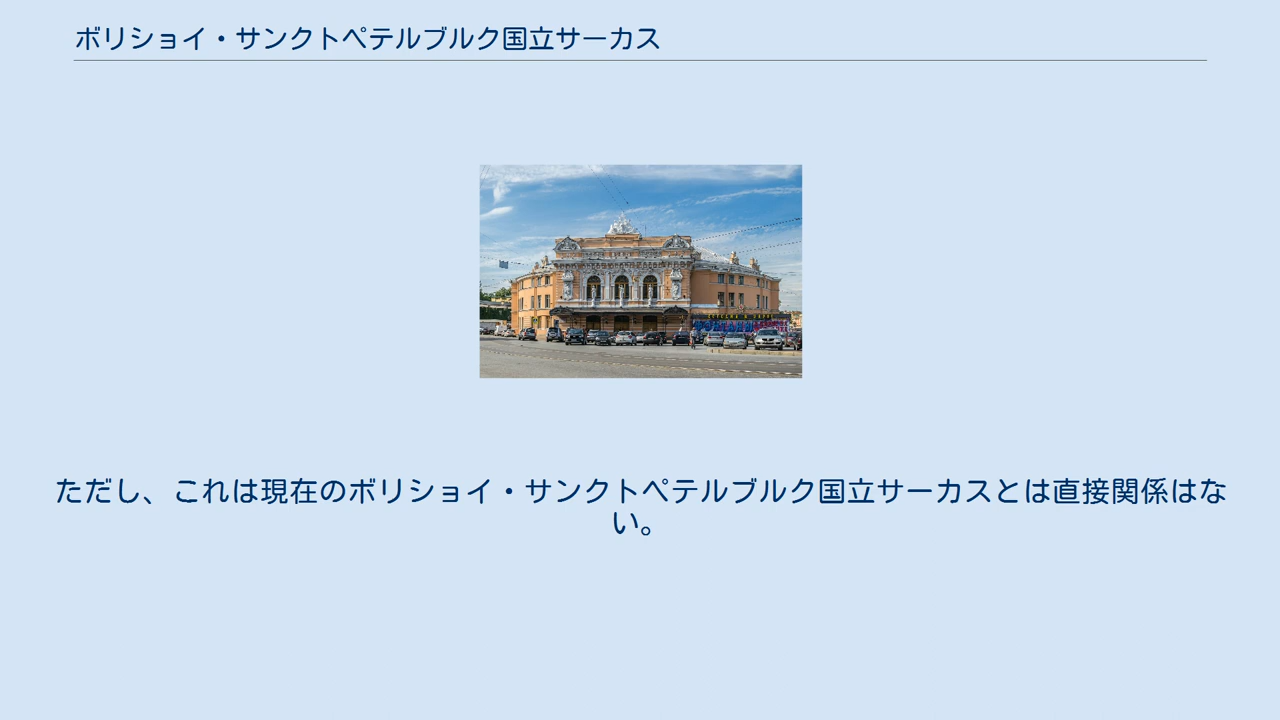 ボリショイ・サンクトペテルブルク国立サーカス
ただし、これは現在のボリショイ・サンクトペテルブルク国立サーカスとは直接関係はな
い。